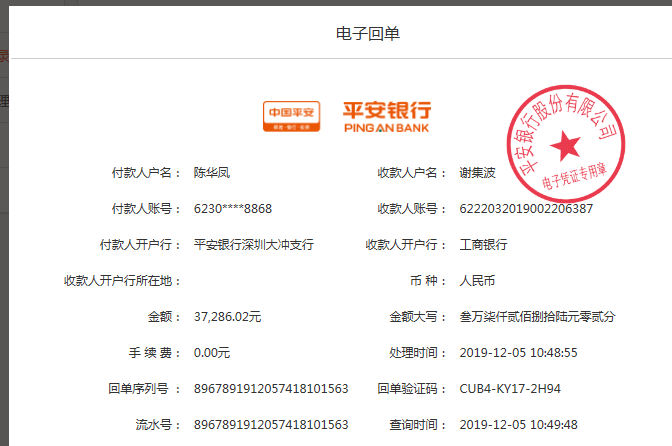 录
理
电子回单
中国平安
平安银行
PINGAN BANK
平安银行股份有限公司
电子凭证专用章
付款人户名： 陈华凤 收款人户名： 谢集波
付款人账号： 6230****8868 收款人账号： 6222032019002206387
付款人开户行： 平安银行深圳大冲支行 收款人开户行： 工商银行
收款人开户行所在地： 币 种： 人民币
金额： 37,286.02元 金额大写： 叁万柒仟贰佰捌拾陆元零贰分
手 续 费： 0.00元 处理时间： 2019-12-05 10:48:55
回单序列号 ： 8967891912057418101563 回单验证码： CUB4-KY17-2H94
流水号： 8967891912057418101563 查询时间： 2019-12-05 10:49:48